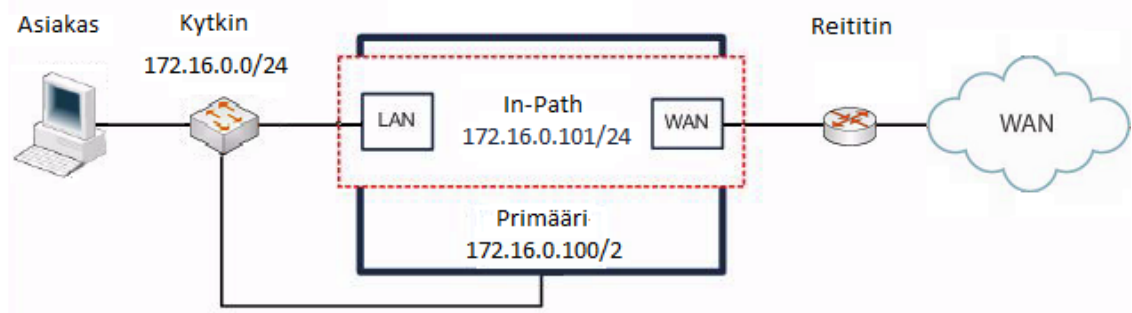 Asiakas
Kytkin
172.16.0.0/24
Reititin
LAN
In-Path
172.16.0.101/24
WAN
WAN
Primääri
172.16.0.100/2